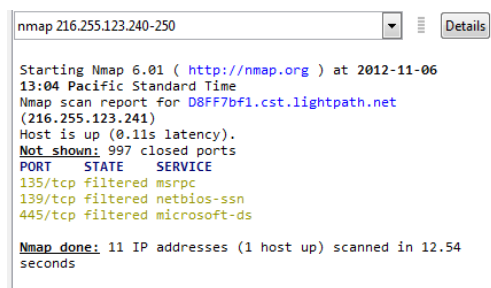 nmap 216.255.123.240-250
Details
Starting Nmap 6.01 ( http://nmap.org ) at 2012-11-06
13:04 Pacific Standard Time
Nmap scan report for D8FF7bf1.cst.lightpath.net
(216.255.123.241)
Host is up (0.11s latency).
Not shown: 997 closed ports
PORT STATE SERVICE
135/tcp filtered msrpc
139/tcp filtered netbios-ssn
445/tcp filtered microsoft-ds
Nmap done: 11 IP addresses (1 host up) scanned in 12.54
seconds